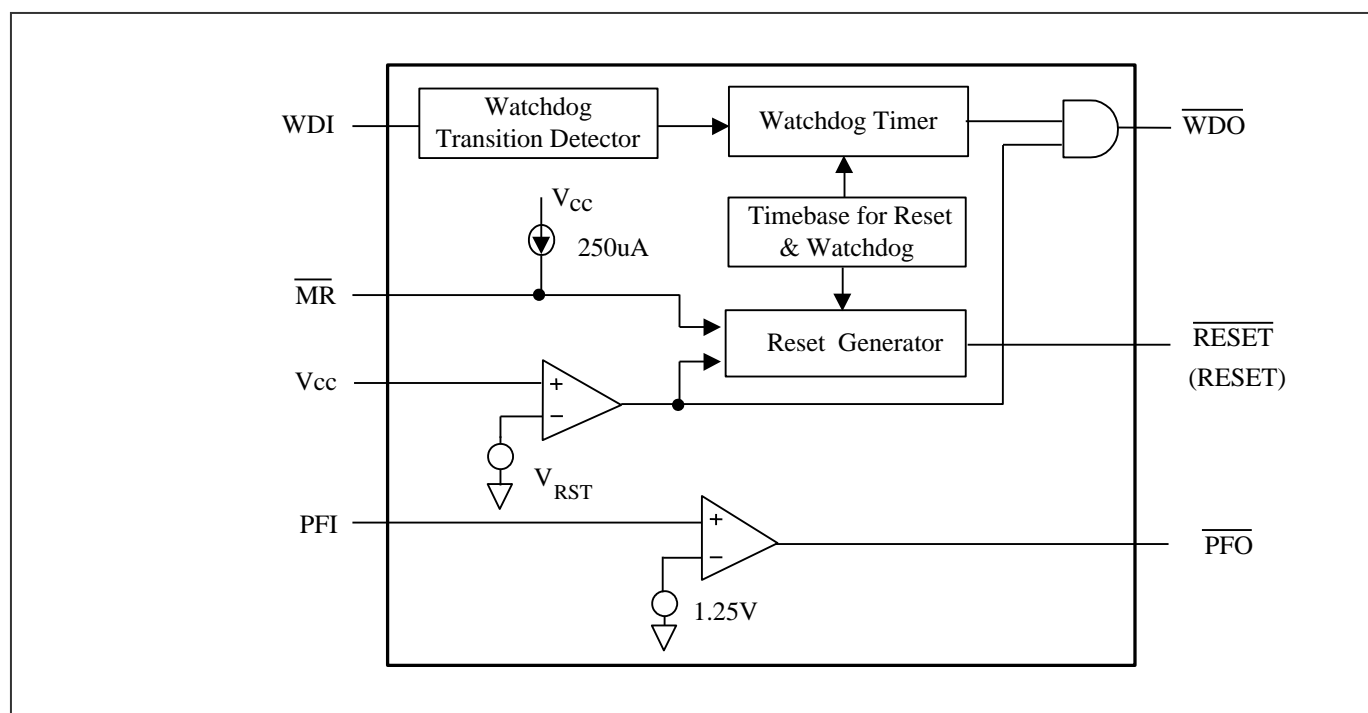 WDI
Watchdog
Transition Detector
Watchdog Timer
WDO
Vcc
250uA
Timebase for Reset
& Watchdog
MR
Reset Generator
RESET
(RESET)
Vcc
+
−
VRST
PFI
+
−
PFO
1.25V